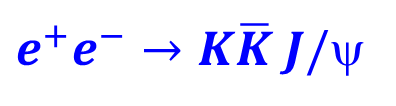 e⁺e⁻ → KK̅ J/ψ